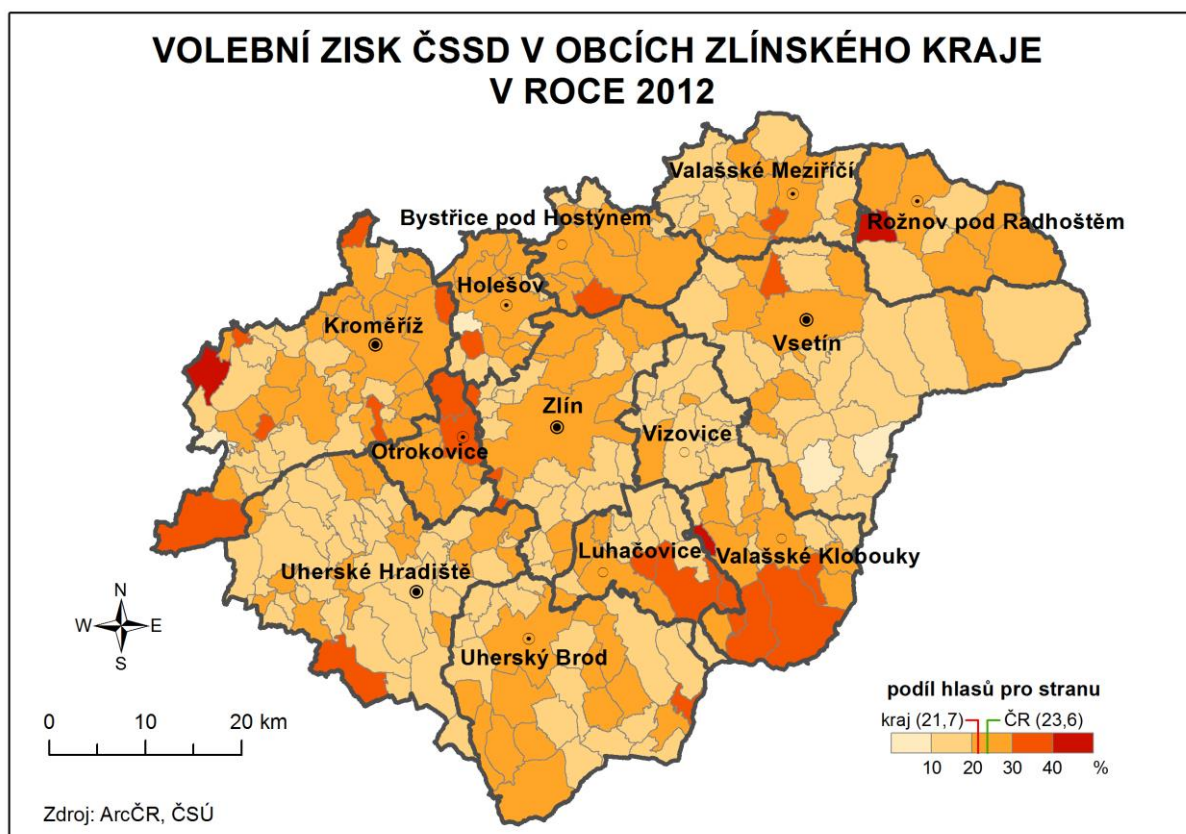 VOLEBNÍ ZISK ČSSD V OBCÍCH ZLÍNSKÉHO KRAJE
V ROCE 2012
Valašské Meziříčí
Bystřice pod Hostýnem
Rožnov pod Radhoštěm
Holešov
Kroměříž
Vsetín
Zlín
Vizovice
Otrokovice
Luhačovice
Valašské Klobouky
Uherské Hradiště
Uherský Brod
N
W E
S
0 10 20 km
podíl hlasů pro stranu
kraj (21,7) ČR (23,6)
10 20 30 40 %
Zdroj: ArcČR, ČSÚ